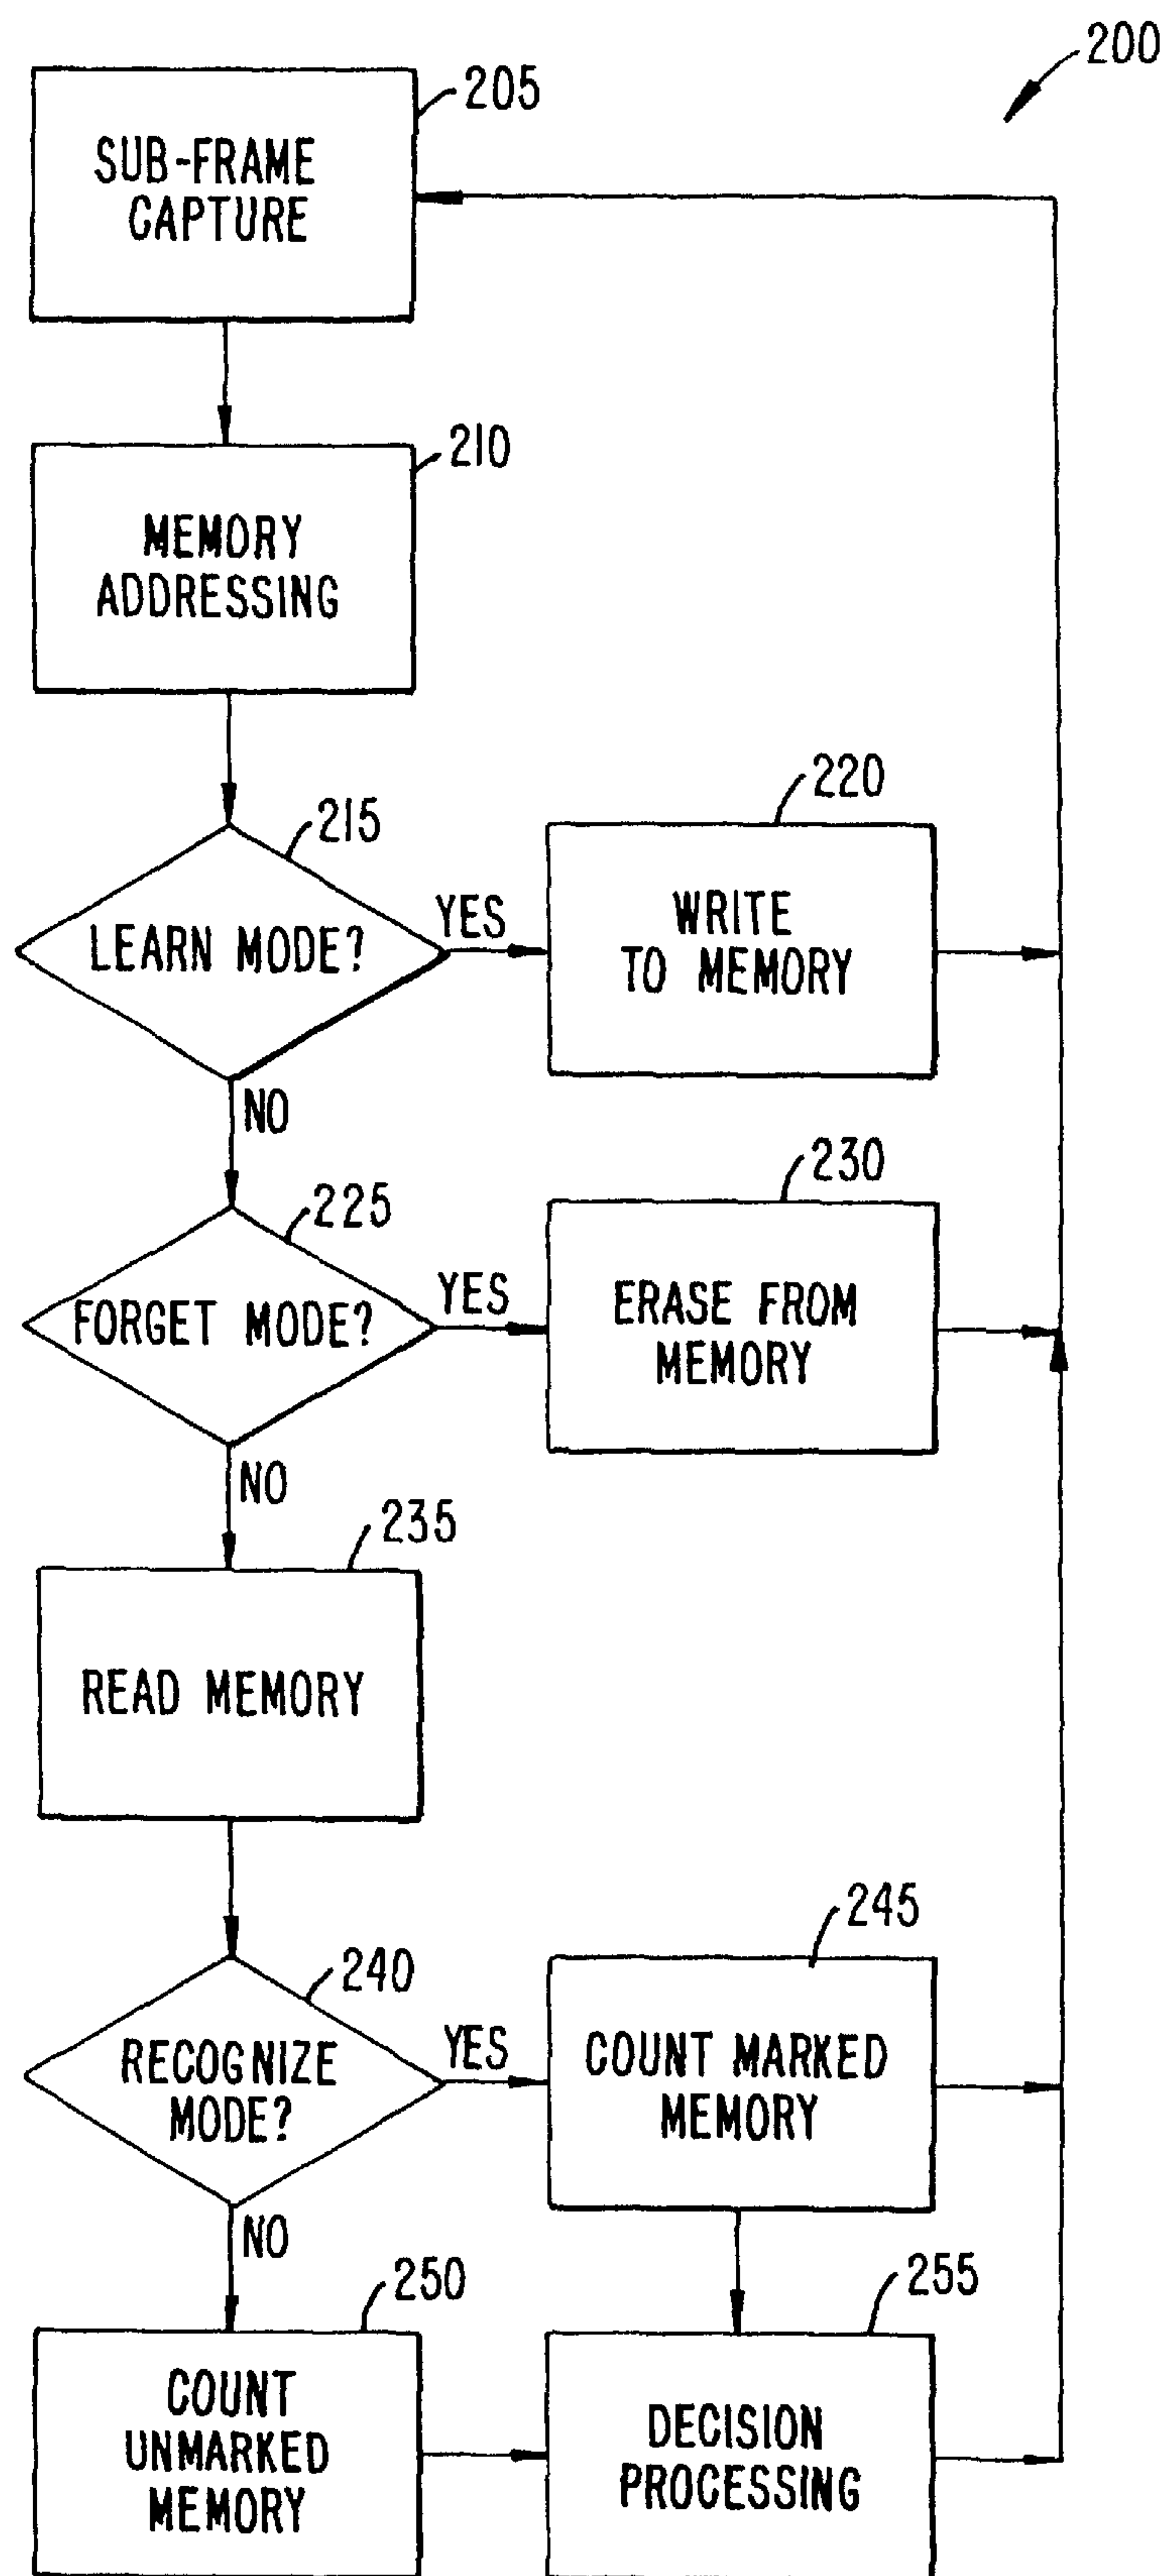 200
205
SUB-FRAME
CAPTURE
210
MEMORY
ADDRESSING
215
LEARN MODE?
YES
220
WRITE
TO MEMORY
NO
225
FORGET MODE?
YES
230
ERASE FROM
MEMORY
NO
235
READ MEMORY
240
RECOGNIZE
MODE?
YES
245
COUNT MARKED
MEMORY
NO
250
COUNT
UNMARKED
MEMORY
255
DECISION
PROCESSING